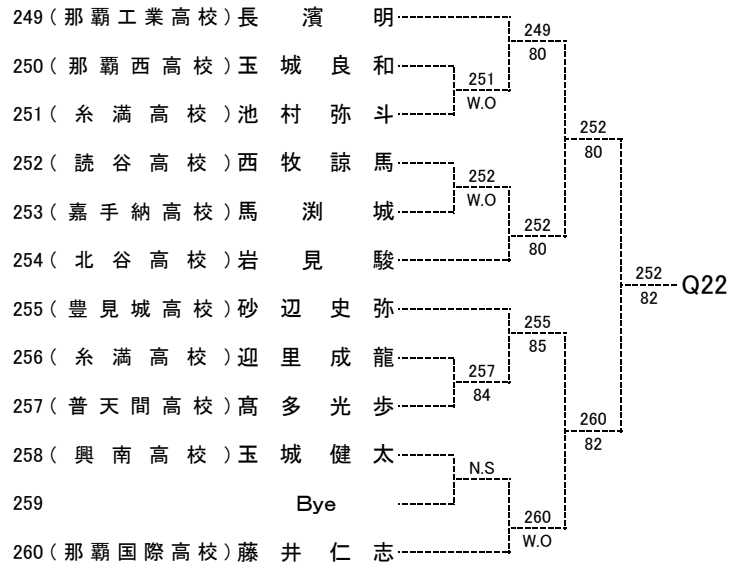 249(那覇工業高校)長 濱 明
249
80
250(那覇西高校)玉城良和
251
W.O
251(糸満高校)池村弥斗
252
80
252(読谷高校)西牧諒馬
252
W.O
253(嘉手納高校)馬 渕 城
252
80
254(北谷高校)岩 見 駿
252
82
Q22
255(豊見城高校)砂辺史弥
255
85
256(糸満高校)迎里成龍
257
84
257(普天間高校)髙多光歩
260
82
258(興南高校)玉城健太
N.S
259 Bye
260
W.O
260(那覇国際高校)藤井仁志